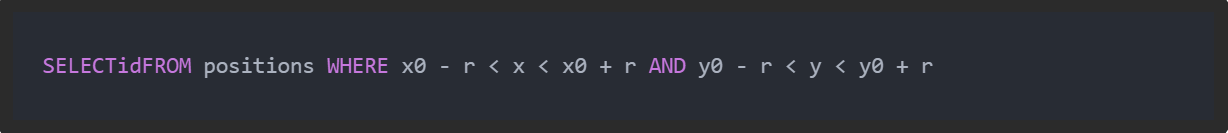 SELECTidFROM positions WHERE x0 - r < x < x0 + r AND y0 - r < y < y0 + r